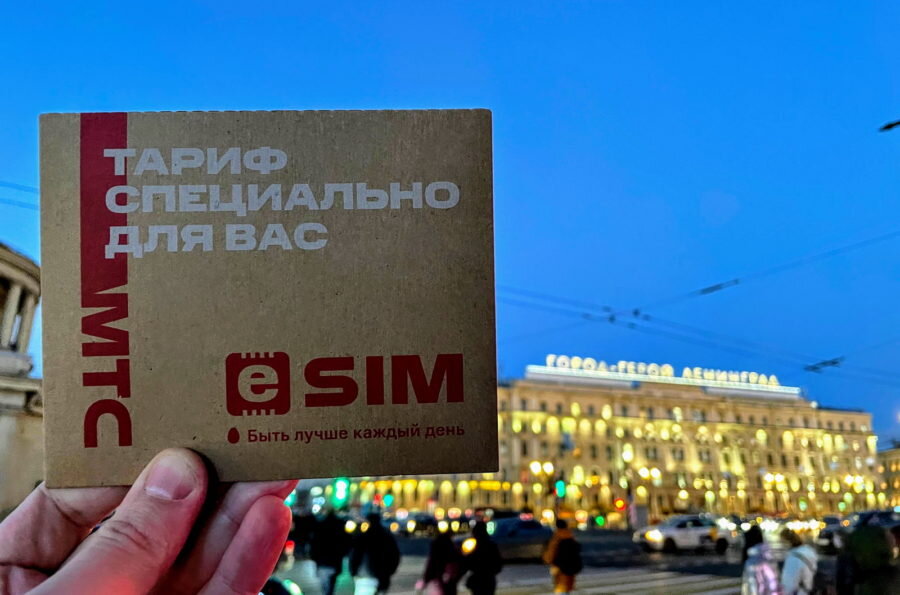 ТАРИФ
СПЕЦИАЛЬНО
ДЛЯ ВАС
МТС
eSIM
Быть лучше каждый день
ГОРОД-ГЕРОЙ ЛЕНИНГРАД